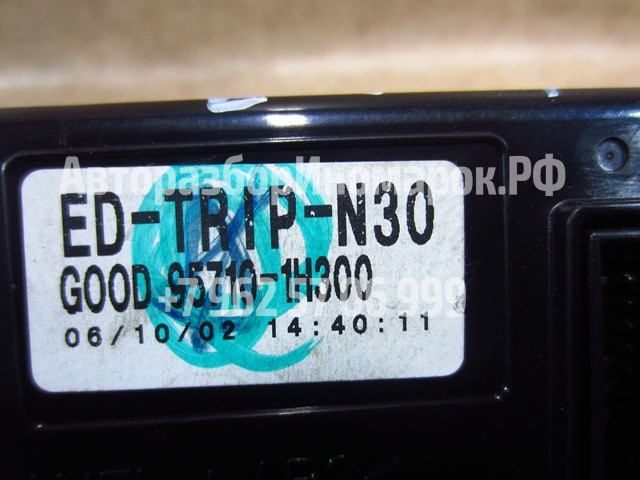 АвторазборИномарок.РФ
ED-TRIP-N30
GOOD 95710-1H300
06/10/02 14:40:11